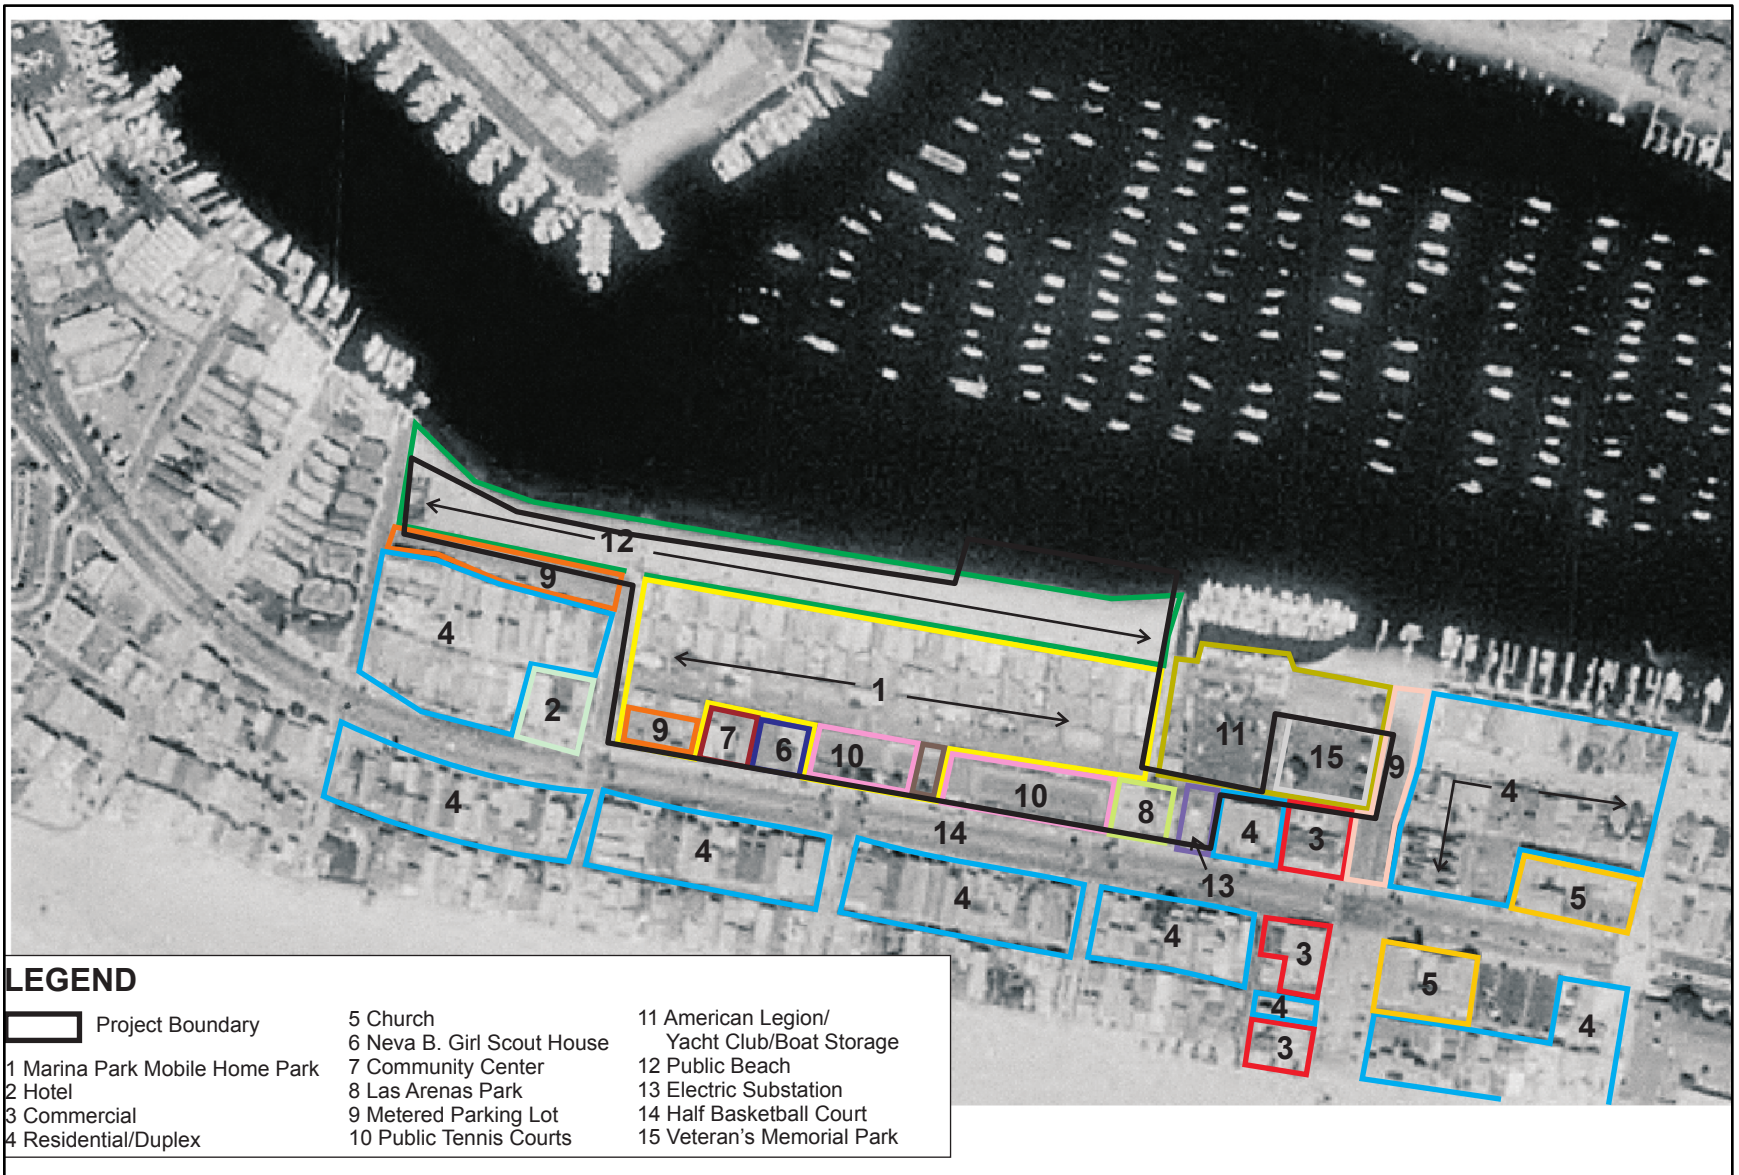 12
9
4
1
2
9
7
6
10
10
8
11
15
9
4
4
3
14
13
4
4
4
4
5
3
5
4
4
3
LEGEND
Project Boundary
1 Marina Park Mobile Home Park
2 Hotel
3 Commercial
4 Residential/Duplex
5 Church
6 Neva B. Girl Scout House
7 Community Center
8 Las Arenas Park
9 Metered Parking Lot
10 Public Tennis Courts
11 American Legion/
Yacht Club/Boat Storage
12 Public Beach
13 Electric Substation
14 Half Basketball Court
15 Veteran's Memorial Park